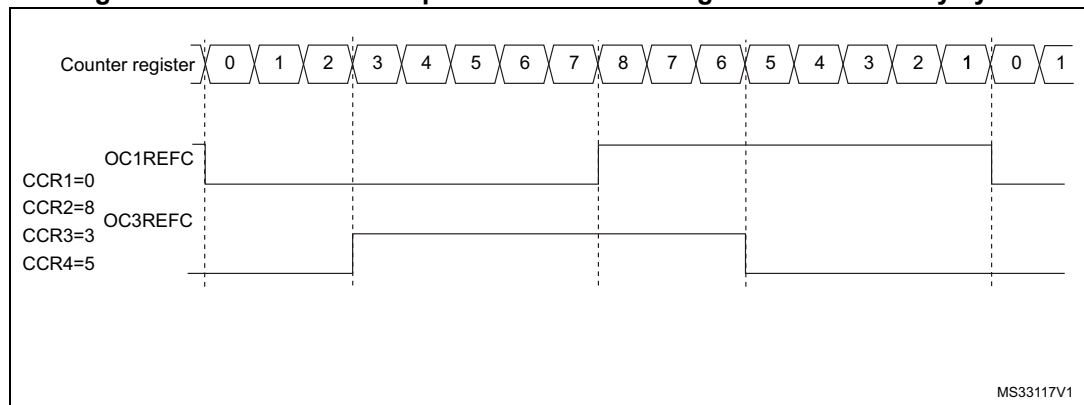 Counter register 0 1 2 3 4 5 6 7 8 7 6 5 4 3 2 1 0 1
OC1REFC
CCR1=0
CCR2=8
OC3REFC
CCR3=3
CCR4=5
MS33117V1